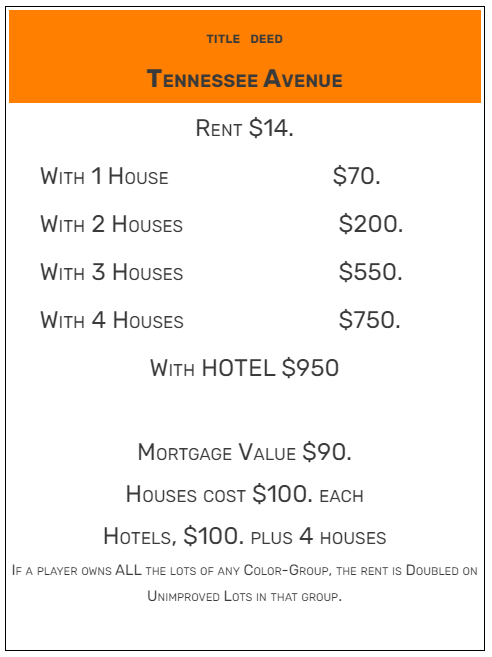 TITLE DEED
TENNESSEE AVENUE
RENT $14.
WITH 1 HOUSE $70.
WITH 2 HOUSES $200.
WITH 3 HOUSES $550.
WITH 4 HOUSES $750.
WITH HOTEL $950
MORTGAGE VALUE $90.
HOUSES COST $100. EACH
HOTELS, $100. PLUS 4 HOUSES
IF A PLAYER OWNS ALL THE LOTS OF ANY COLOR-GROUP, THE RENT IS DOUBLED ON
UNIMPROVED LOTS IN THAT GROUP.